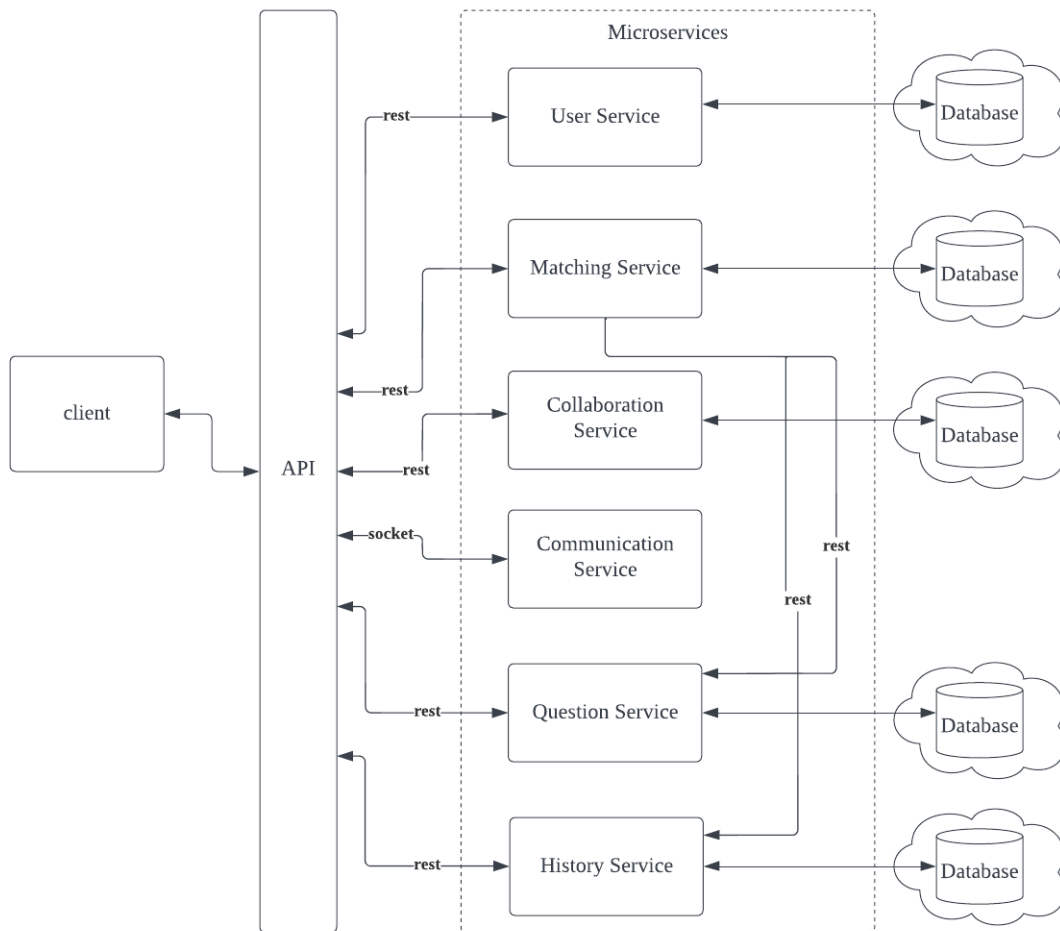 Microservices
User Service
Database
rest
Matching Service
Database
rest
client
API
Collaboration
Service
Database
rest
socket
Communication
Service
rest
rest
Question Service
Database
rest
History Service
Database
rest